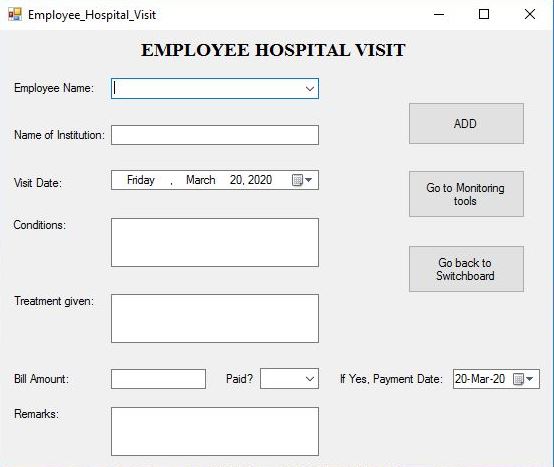 Employee_Hospital_Visit
EMPLOYEE HOSPITAL VISIT
Employee Name:
ADD
Name of Institution:
Visit Date: Friday , March 20, 2020
Go to Monitoring
tools
Conditions:
Go back to
Switchboard
Treatment given:
Bill Amount: Paid? If Yes, Payment Date: 20-Mar-20
Remarks: